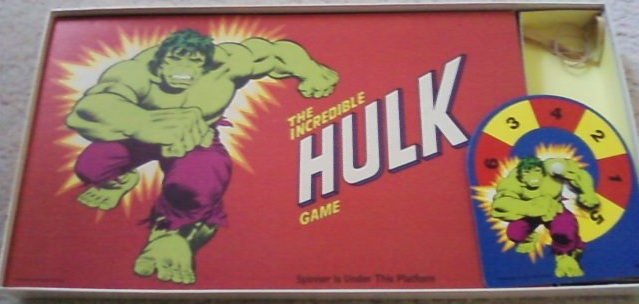 THE
INCREDIBLE
HULK
GAME
Spinner is Under This Platform
6
3
4
2
1
5